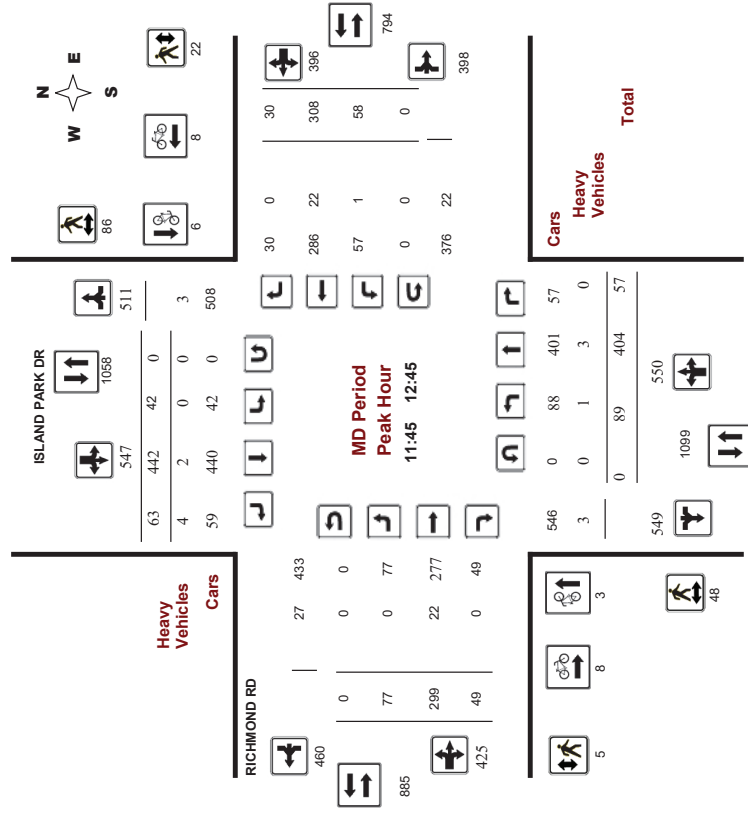 N
W E
S
22
8
86
6
794
396
398
30 308 58 0
0 22 1 0 22
30 286 57 0 376
ISLAND PARK DR
1058
547
511
63 442 42 0
4 2 0 0 3
59 440 42 0 508
Heavy
Vehicles
Cars
MD Period
Peak Hour
11:45 12:45
Cars
Heavy
Vehicles
Total
546 0 88 401 57
3 0 1 3 0
0 89 404 57
549
1099
550
RICHMOND RD
433 0 77 277 49
27 0 0 22 0
0 77 299 49
460
885
425
3
8
5
48